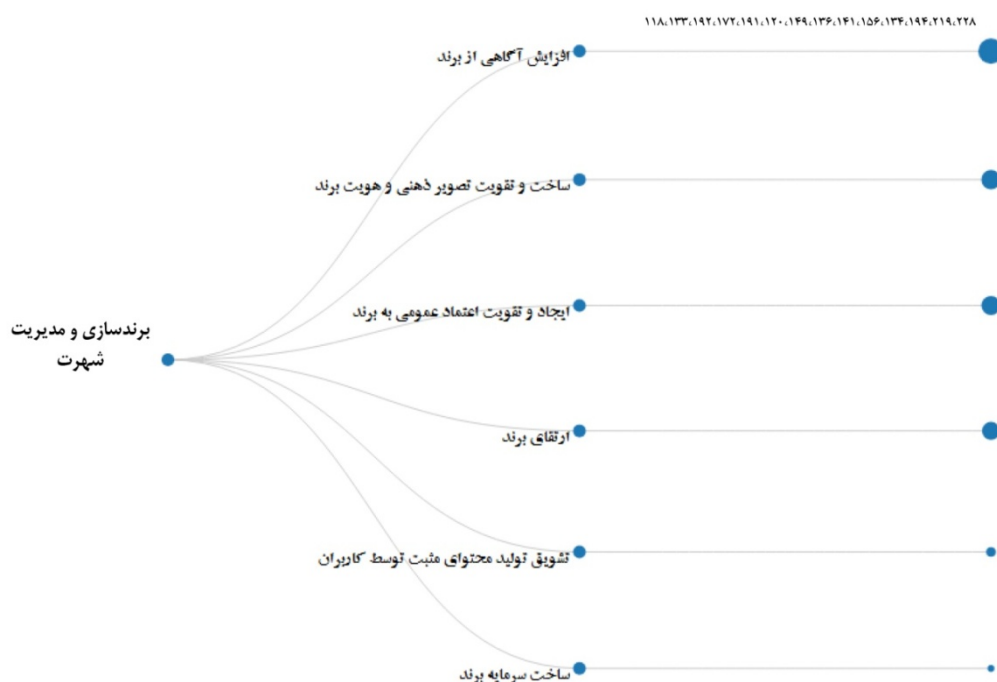 ۱۱۸،۱۳۳،۱۹۲،۱۷۲،۱۹۱،۱۲۰،۱۴۹،۱۳۶،۱۴۱،۱۵۶،۱۳۴،۱۹۴،۲۱۹،۲۲۸
افزایش آگاهی از برند
ساخت و تقویت تصویر ذهنی و هویت برند
ایجاد و تقویت اعتماد عمومی به برند
برندسازی و مدیریت
شهرت
ارتقای برند
تشویق تولید محتوای مثبت توسط کاربران
ساخت سرمایه برند